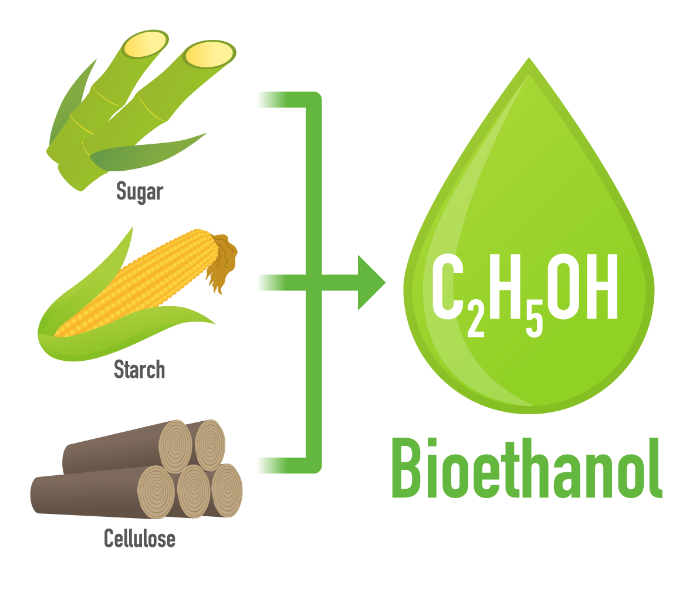 Sugar
Starch
Cellulose
C₂H₅OH
Bioethanol